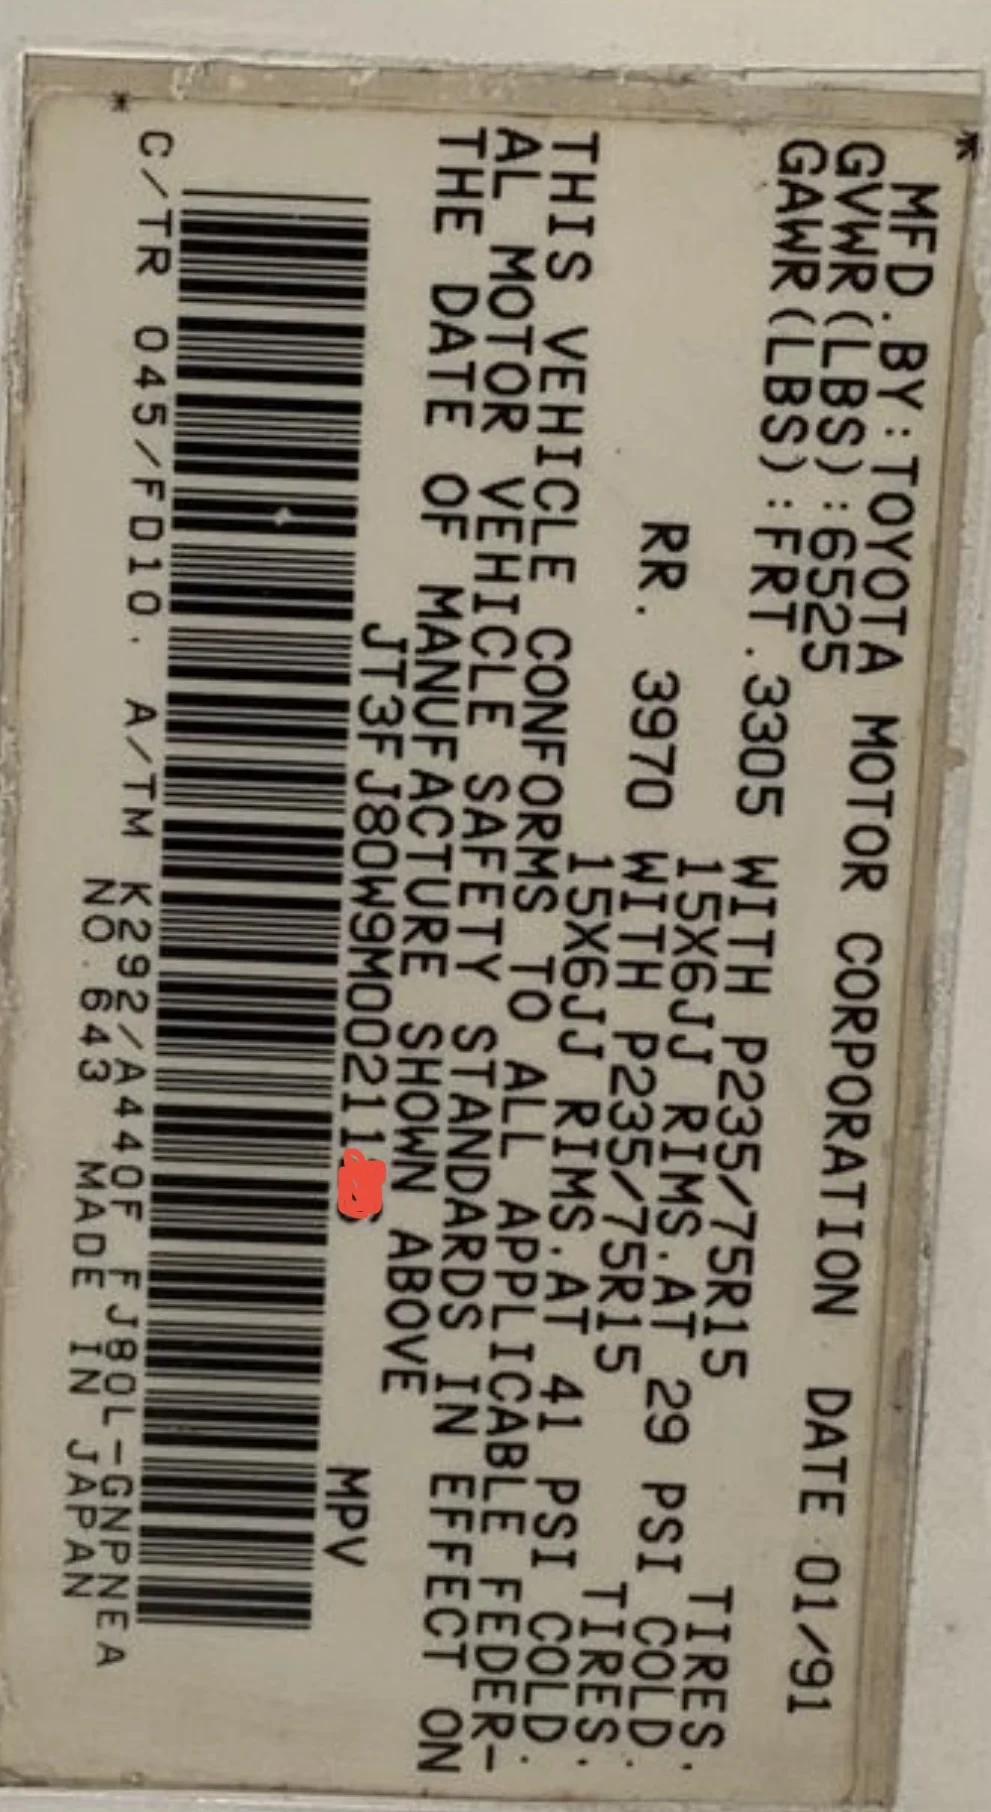 *
MFD.BY:TOYOTA MOTOR CORPORATION DATE 01/91
GVWR(LBS):6525
GAWR(LBS):FRT.3305 WITH P235/75R15 TIRES.
15X6JJ RIMS.AT 29 PSI COLD.
RR. 3970 WITH P235/75R15 TIRES.
15X6JJ RIMS.AT 41 PSI COLD.
THIS VEHICLE CONFORMS TO ALL APPLICABLE FEDER-
AL MOTOR VEHICLE SAFETY STANDARDS IN EFFECT ON
THE DATE OF MANUFACTURE SHOWN ABOVE
JT3FJ80W9M00211 MPV
C/TR 045/FD10. A/TM K292/A440F FJ80L-GNPNEA
* NO.643 MADE IN JAPAN